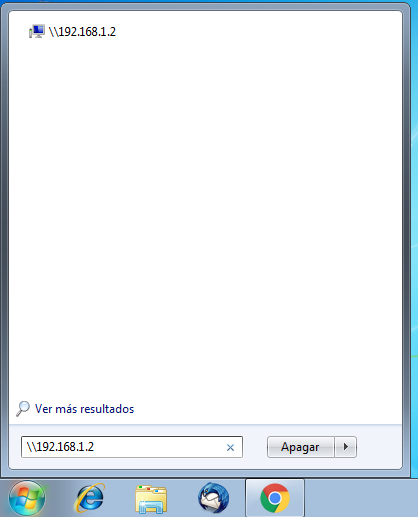 \\192.168.1.2
Ver más resultados
\\192.168.1.2
Apagar